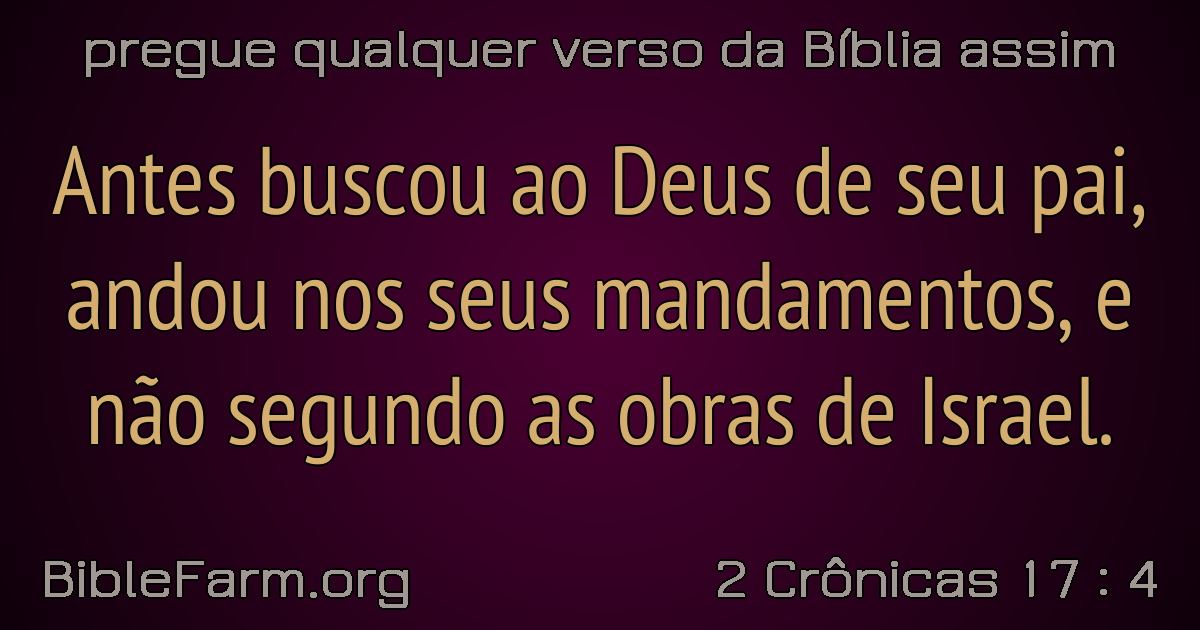 pregue qualquer verso da Bíblia assim
Antes buscou ao Deus de seu pai,
andou nos seus mandamentos, e
não segundo as obras de Israel.
BibleFarm.org
2 Crônicas 17 : 4